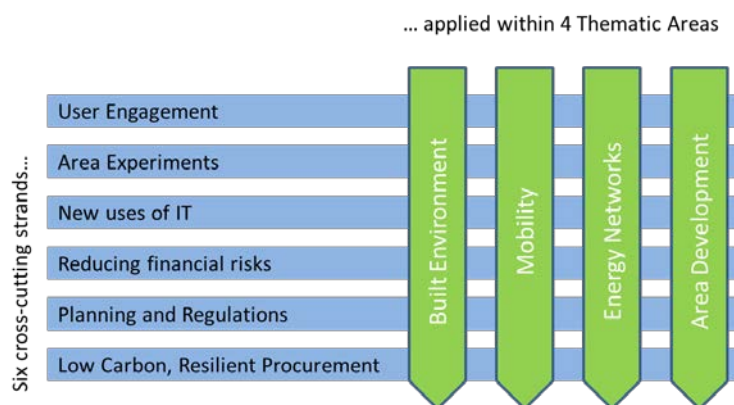 ... applied within 4 Thematic Areas
Six cross-cutting strands...
User Engagement
Area Experiments
New uses of IT
Reducing financial risks
Planning and Regulations
Low Carbon, Resilient Procurement
Built Environment
Mobility
Energy Networks
Area Development